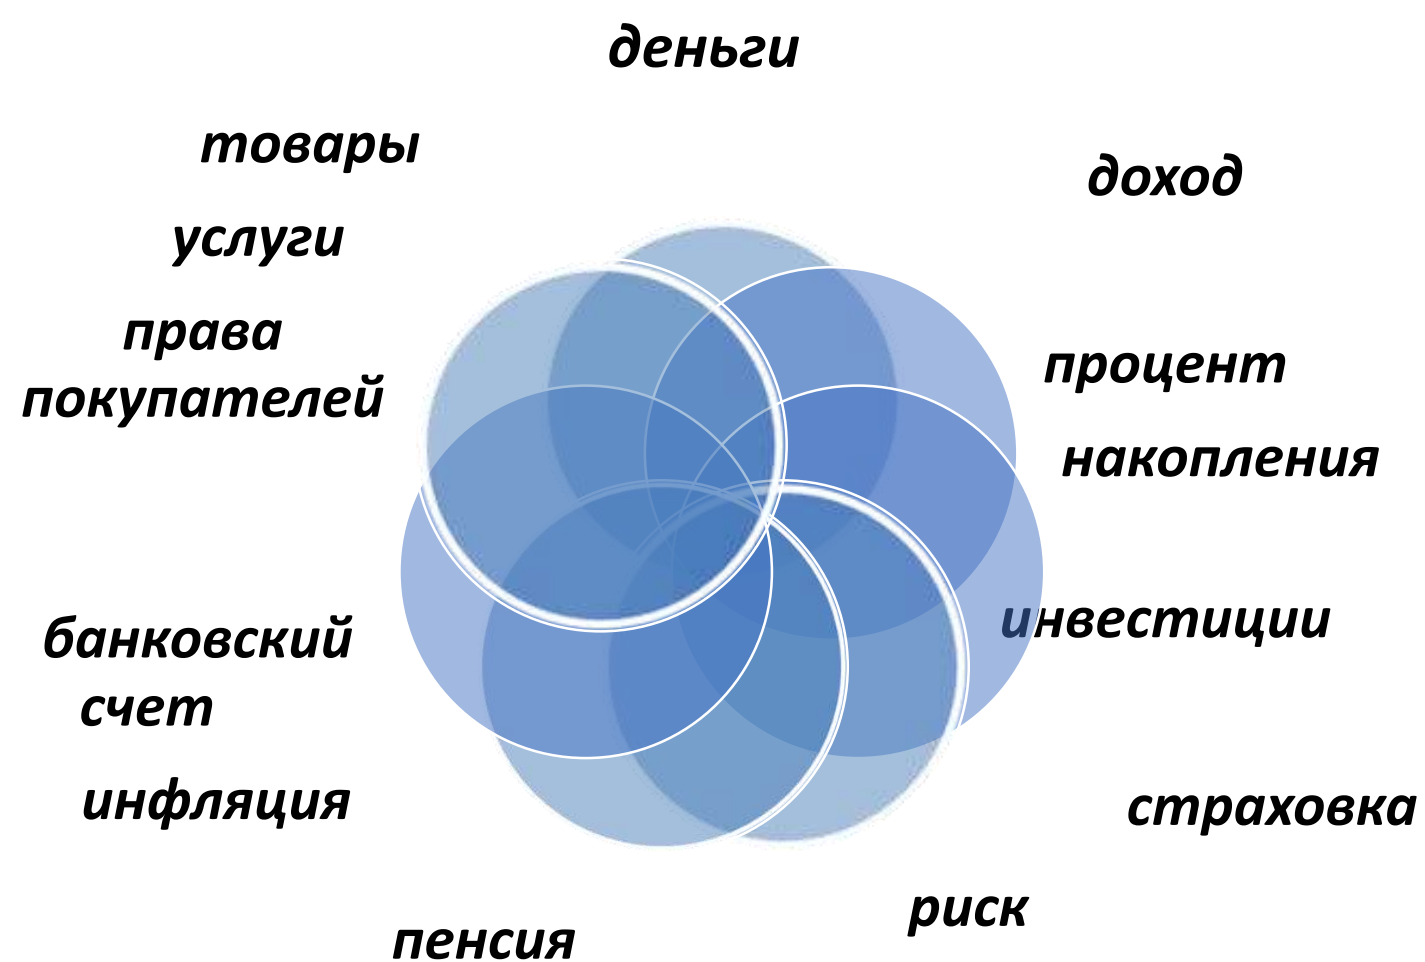 деньги
товары
услуги
права
покупателей
банковский
счет
инфляция
пенсия
доход
процент
накопления
инвестиции
страховка
риск